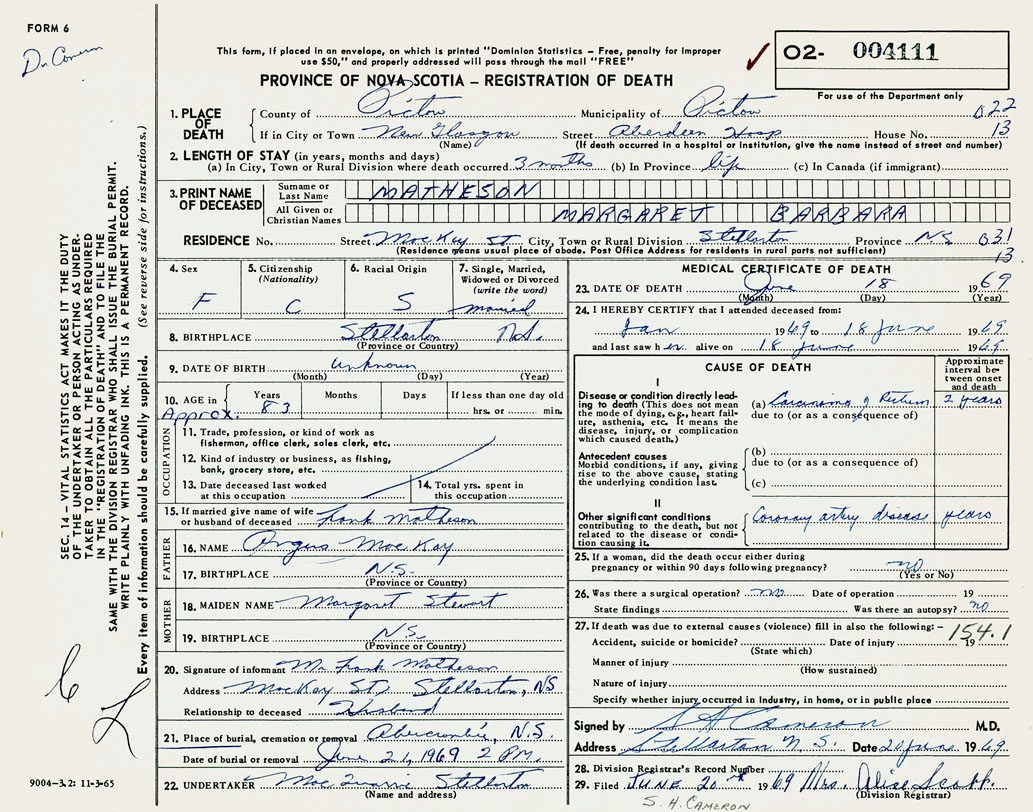 FORM 6
Dr Cameron
This form, if placed in an envelope, on which is printed "Dominion Statistics – Free, penalty for improper
use $50," and properly addressed will pass through the mail "FREE"
PROVINCE OF NOVA SCOTIA – REGISTRATION OF DEATH
O2- 004111
For use of the Department only
1. PLACE OF DEATH
County of Pictou Municipality of Pictou 022
If in City or Town New Glasgow Street Aberdeen Hosp House No. 13
(Name) (If death occurred in a hospital or institution, give the name instead of street and number)
2. LENGTH OF STAY (in years, months and days)
(a) In City, Town or Rural Division where death occurred 3 months (b) In Province life (c) In Canada (if immigrant)
3. PRINT NAME OF DECEASED
Surname or Last Name MATHESON
All Given or Christian Names MARGARET BARBARA
RESIDENCE No. Street MacKay St City, Town or Rural Division Stellarton Province NS 031
(Residence means usual place of abode. Post Office Address for residents in rural parts not sufficient) 13
4. Sex F
5. Citizenship (Nationality) C
6. Racial Origin S
7. Single, Married, Widowed or Divorced (write the word) married
8. BIRTHPLACE Stellarton N.S.
(Province or Country)
9. DATE OF BIRTH Unknown
(Month) (Day) (Year)
10. AGE in Years Months Days If less than one day old
Approx. 83 hrs. or min.
OCCUPATION
11. Trade, profession, or kind of work as
fisherman, office clerk, sales clerk, etc.
12. Kind of industry or business, as fishing,
bank, grocery store, etc.
13. Date deceased last worked
at this occupation
14. Total yrs. spent in
this occupation
15. If married give name of wife
or husband of deceased Frank Matheson
FATHER
16. NAME Angus MacKay
17. BIRTHPLACE N.S.
(Province or Country)
MOTHER
18. MAIDEN NAME Margaret Stewart
19. BIRTHPLACE N.S.
(Province or Country)
20. Signature of informant Mr Frank Matheson
Address MacKay St, Stellarton, NS
Relationship to deceased Husband
21. Place of burial, cremation or removal Abercrombie, N.S.
Date of burial or removal June 21, 1969 2 P.M.
22. UNDERTAKER Stellarton
(Name and address)
MEDICAL CERTIFICATE OF DEATH
23. DATE OF DEATH June 18 1969
(Month) (Day) (Year)
24. I HEREBY CERTIFY that I attended deceased from:
Jan 1969 to 18 June 1969
and last saw her alive on 18 June 1969
CAUSE OF DEATH
Approximate interval between onset and death
I
Disease or condition directly lead-
ing to death (This does not mean
the mode of dying, e.g., heart fail-
ure, asthenia, etc. It means the
disease, injury, or complication
which caused death.)
(a) Carcinoma of Rectum 2 years
due to (or as a consequence of)
Antecedent causes
Morbid conditions, if any, giving
rise to the above cause, stating
the underlying condition last.
(b)
due to (or as a consequence of)
(c)
II
Other significant conditions
contributing to the death, but not
related to the disease or condi-
tion causing it.
Coronary artery disease years
25. If a woman, did the death occur either during
pregnancy or within 90 days following pregnancy? no
(Yes or No)
26. Was there a surgical operation? no Date of operation 19
State findings Was there an autopsy? no
27. If death was due to external causes (violence) fill in also the following: – 154.1
Accident, suicide or homicide? Date of injury 19
(State which)
Manner of injury
(How sustained)
Nature of injury
Specify whether injury occurred in industry, in home, or in public place
Signed by S H Cameron M.D.
Address Stellarton N.S. Date 20 June 1969
28. Division Registrar's Record Number
29. Filed JUNE 20th 1969 Mrs. Alise Scott.
(Division Registrar)
S. H. CAMERON
SEC. 14 – VITAL STATISTICS ACT MAKES IT THE DUTY
OF THE UNDERTAKER OR PERSON ACTING AS UNDER-
TAKER TO OBTAIN ALL THE PARTICULARS REQUIRED
IN THE "REGISTRATION OF DEATH" AND TO FILE THE
SAME WITH THE DIVISION REGISTRAR WHO SHALL ISSUE THE BURIAL PERMIT.
WRITE PLAINLY WITH UNFADING INK. THIS IS A PERMANENT RECORD.
Every item of information should be carefully supplied. (See reverse side for instructions.)
9004-3.2: 11-3-65